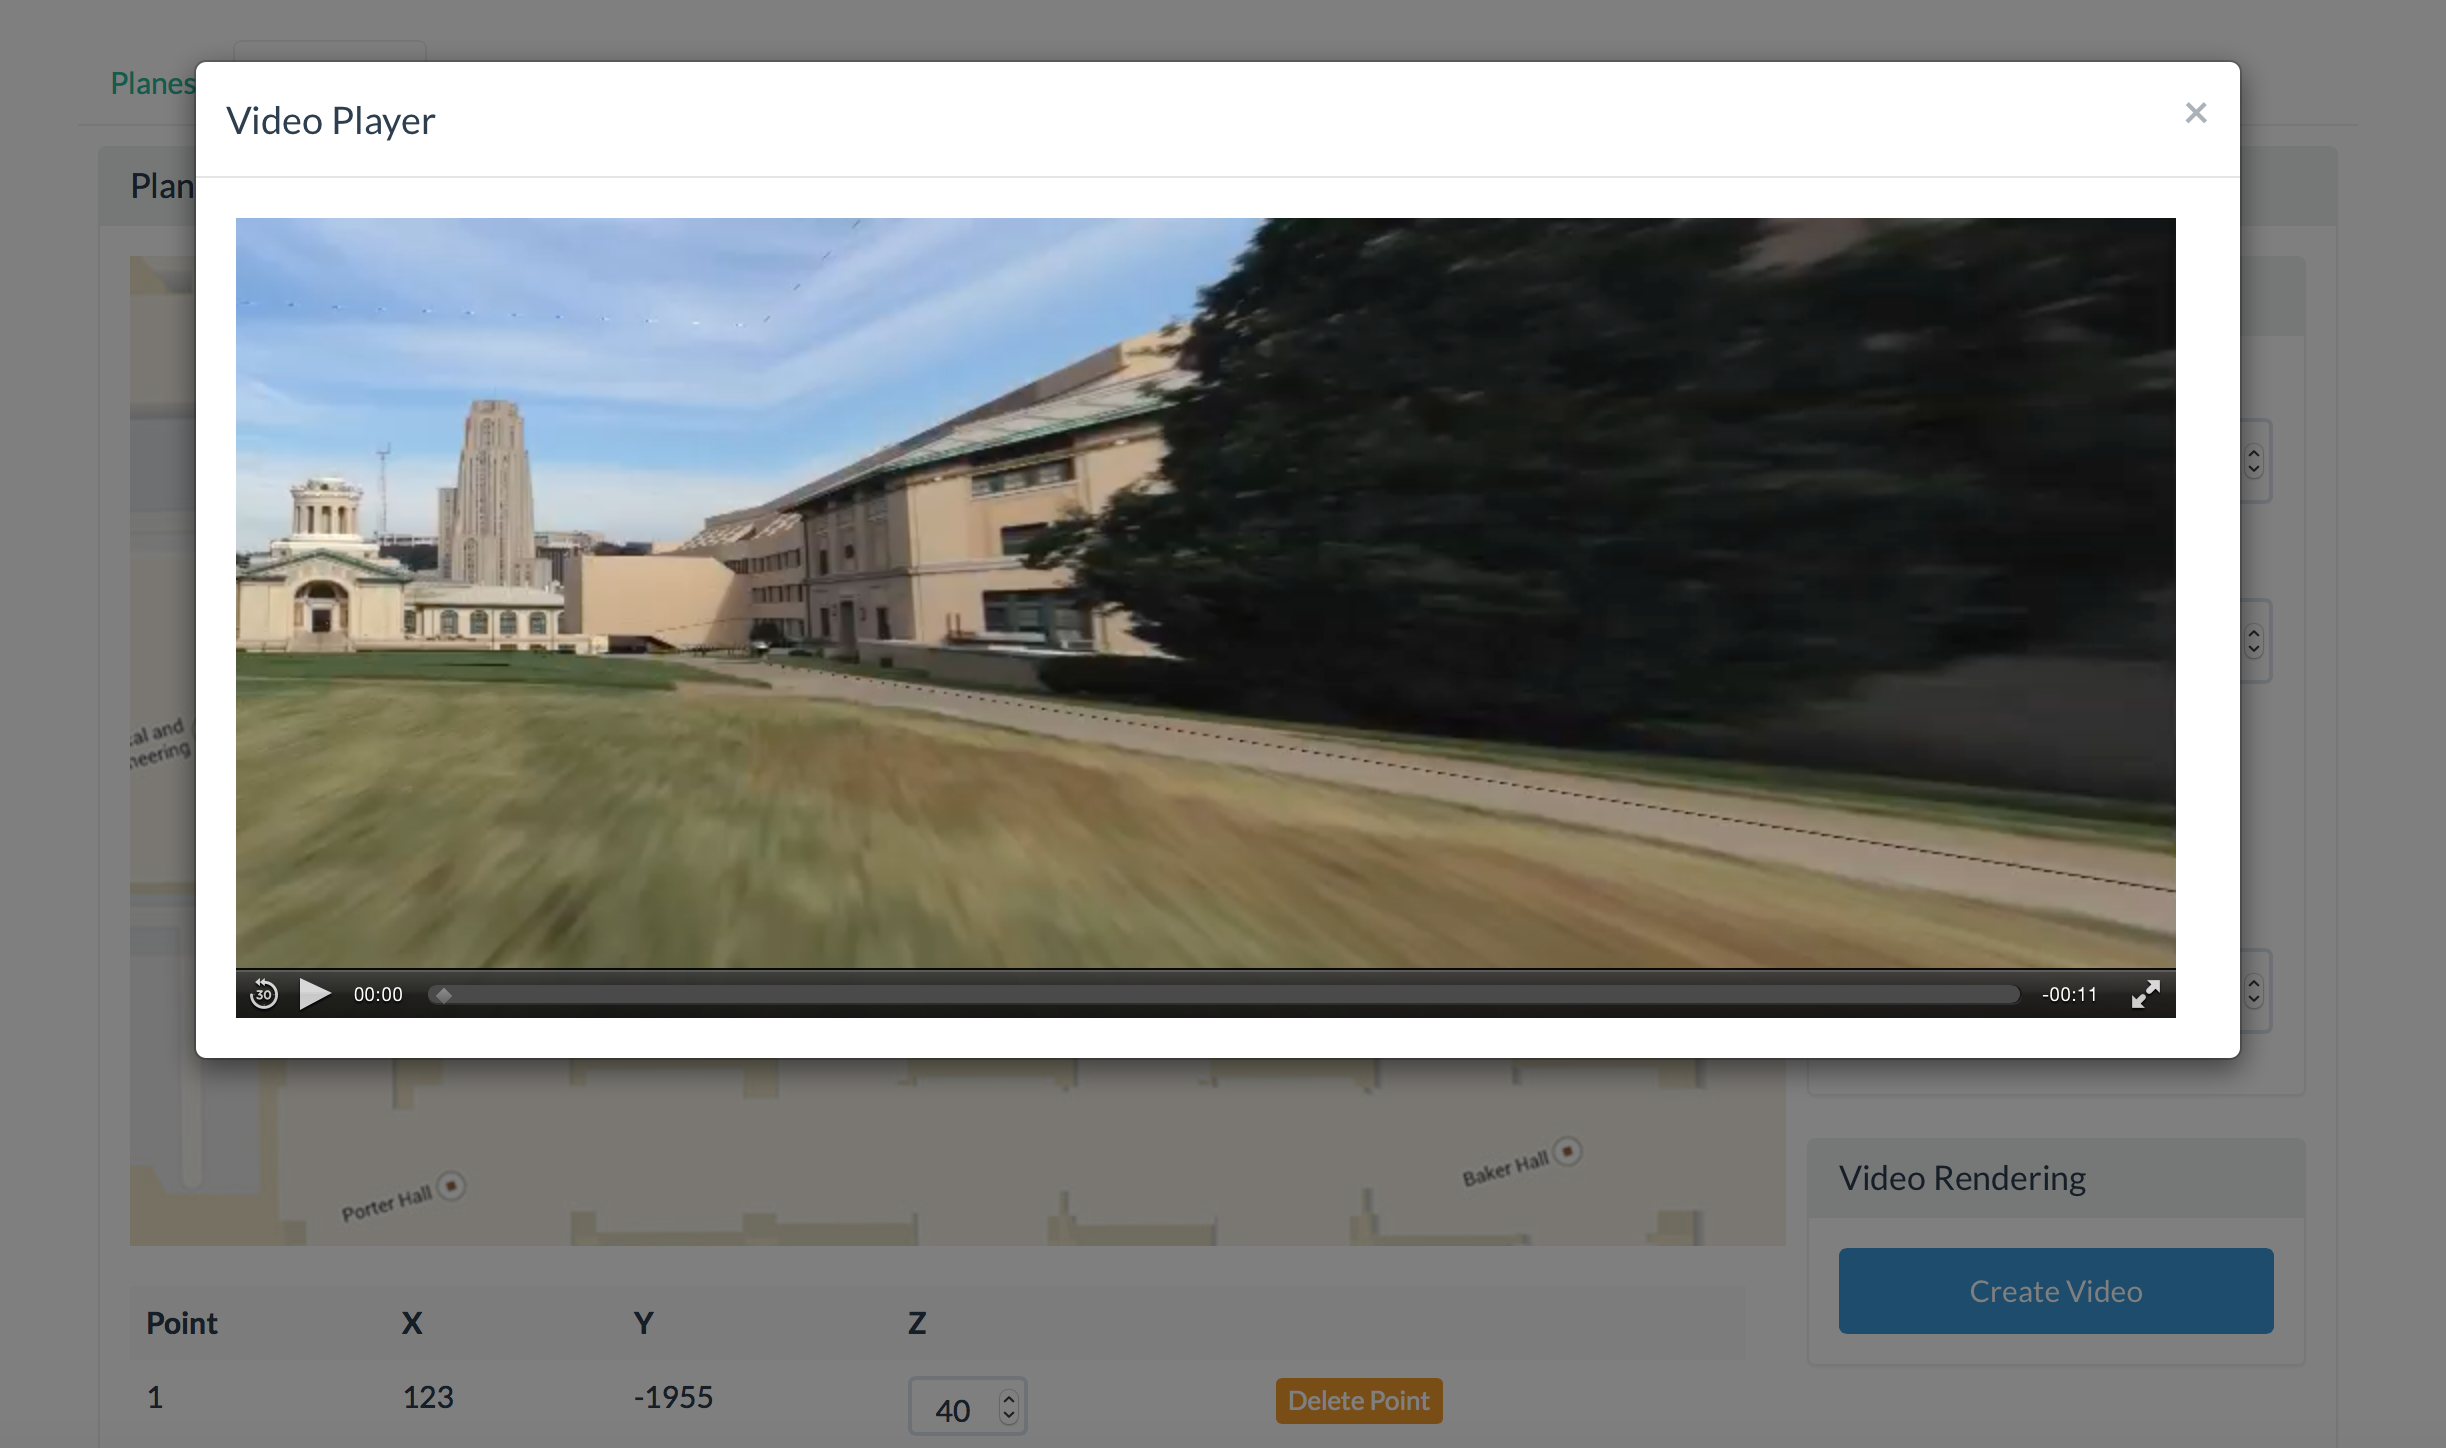 Planes
Video Player
×
Plan
al and
neering
30
00:00
-00:11
Porter Hall
Baker Hall
Video Rendering
Create Video
Point X Y Z
1 123 -1955 40 Delete Point